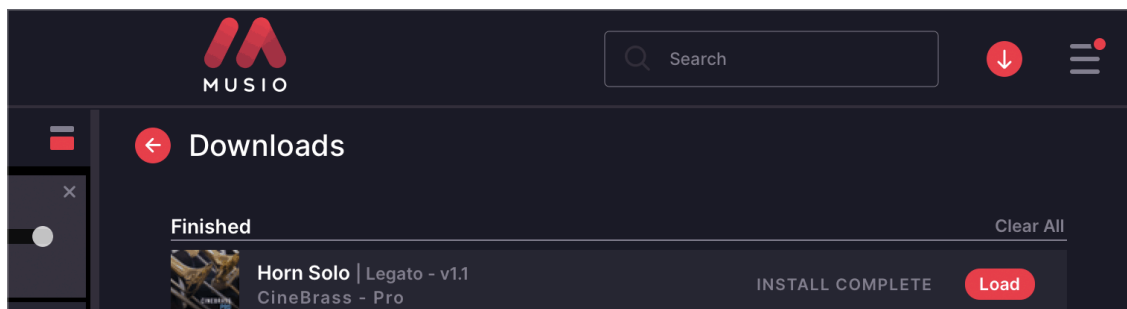 MUSIO
Search
Downloads
Finished
Clear All
Horn Solo | Legato - v1.1
CineBrass - Pro
INSTALL COMPLETE
Load